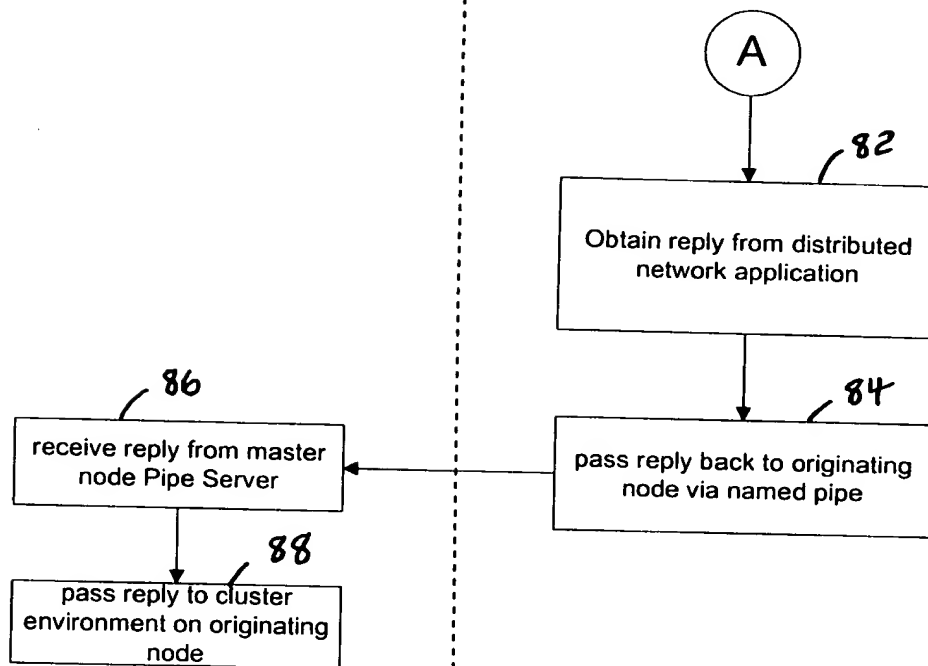 A
82
Obtain reply from distributed
network application
84
pass reply back to originating
node via named pipe
86
receive reply from master
node Pipe Server
88
pass reply to cluster
environment on originating
node